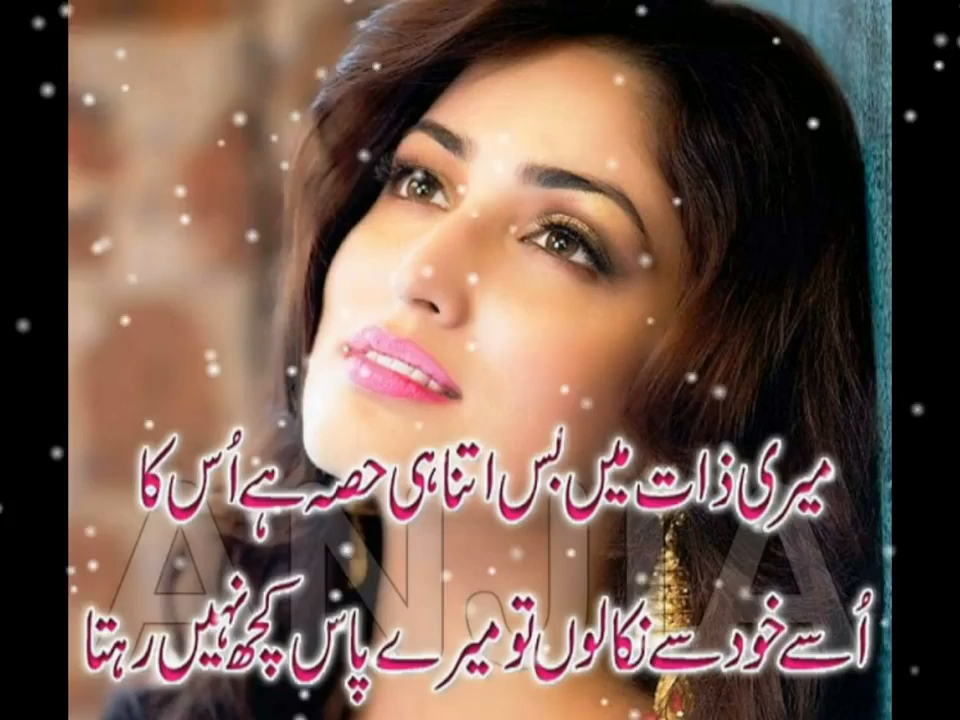 میری ذات میں بس اتنا ہی حصہ ہے اُس کا
ANJIA
اُسے خود سے نکالوں تو میرے پاس کچھ نہیں رہتا